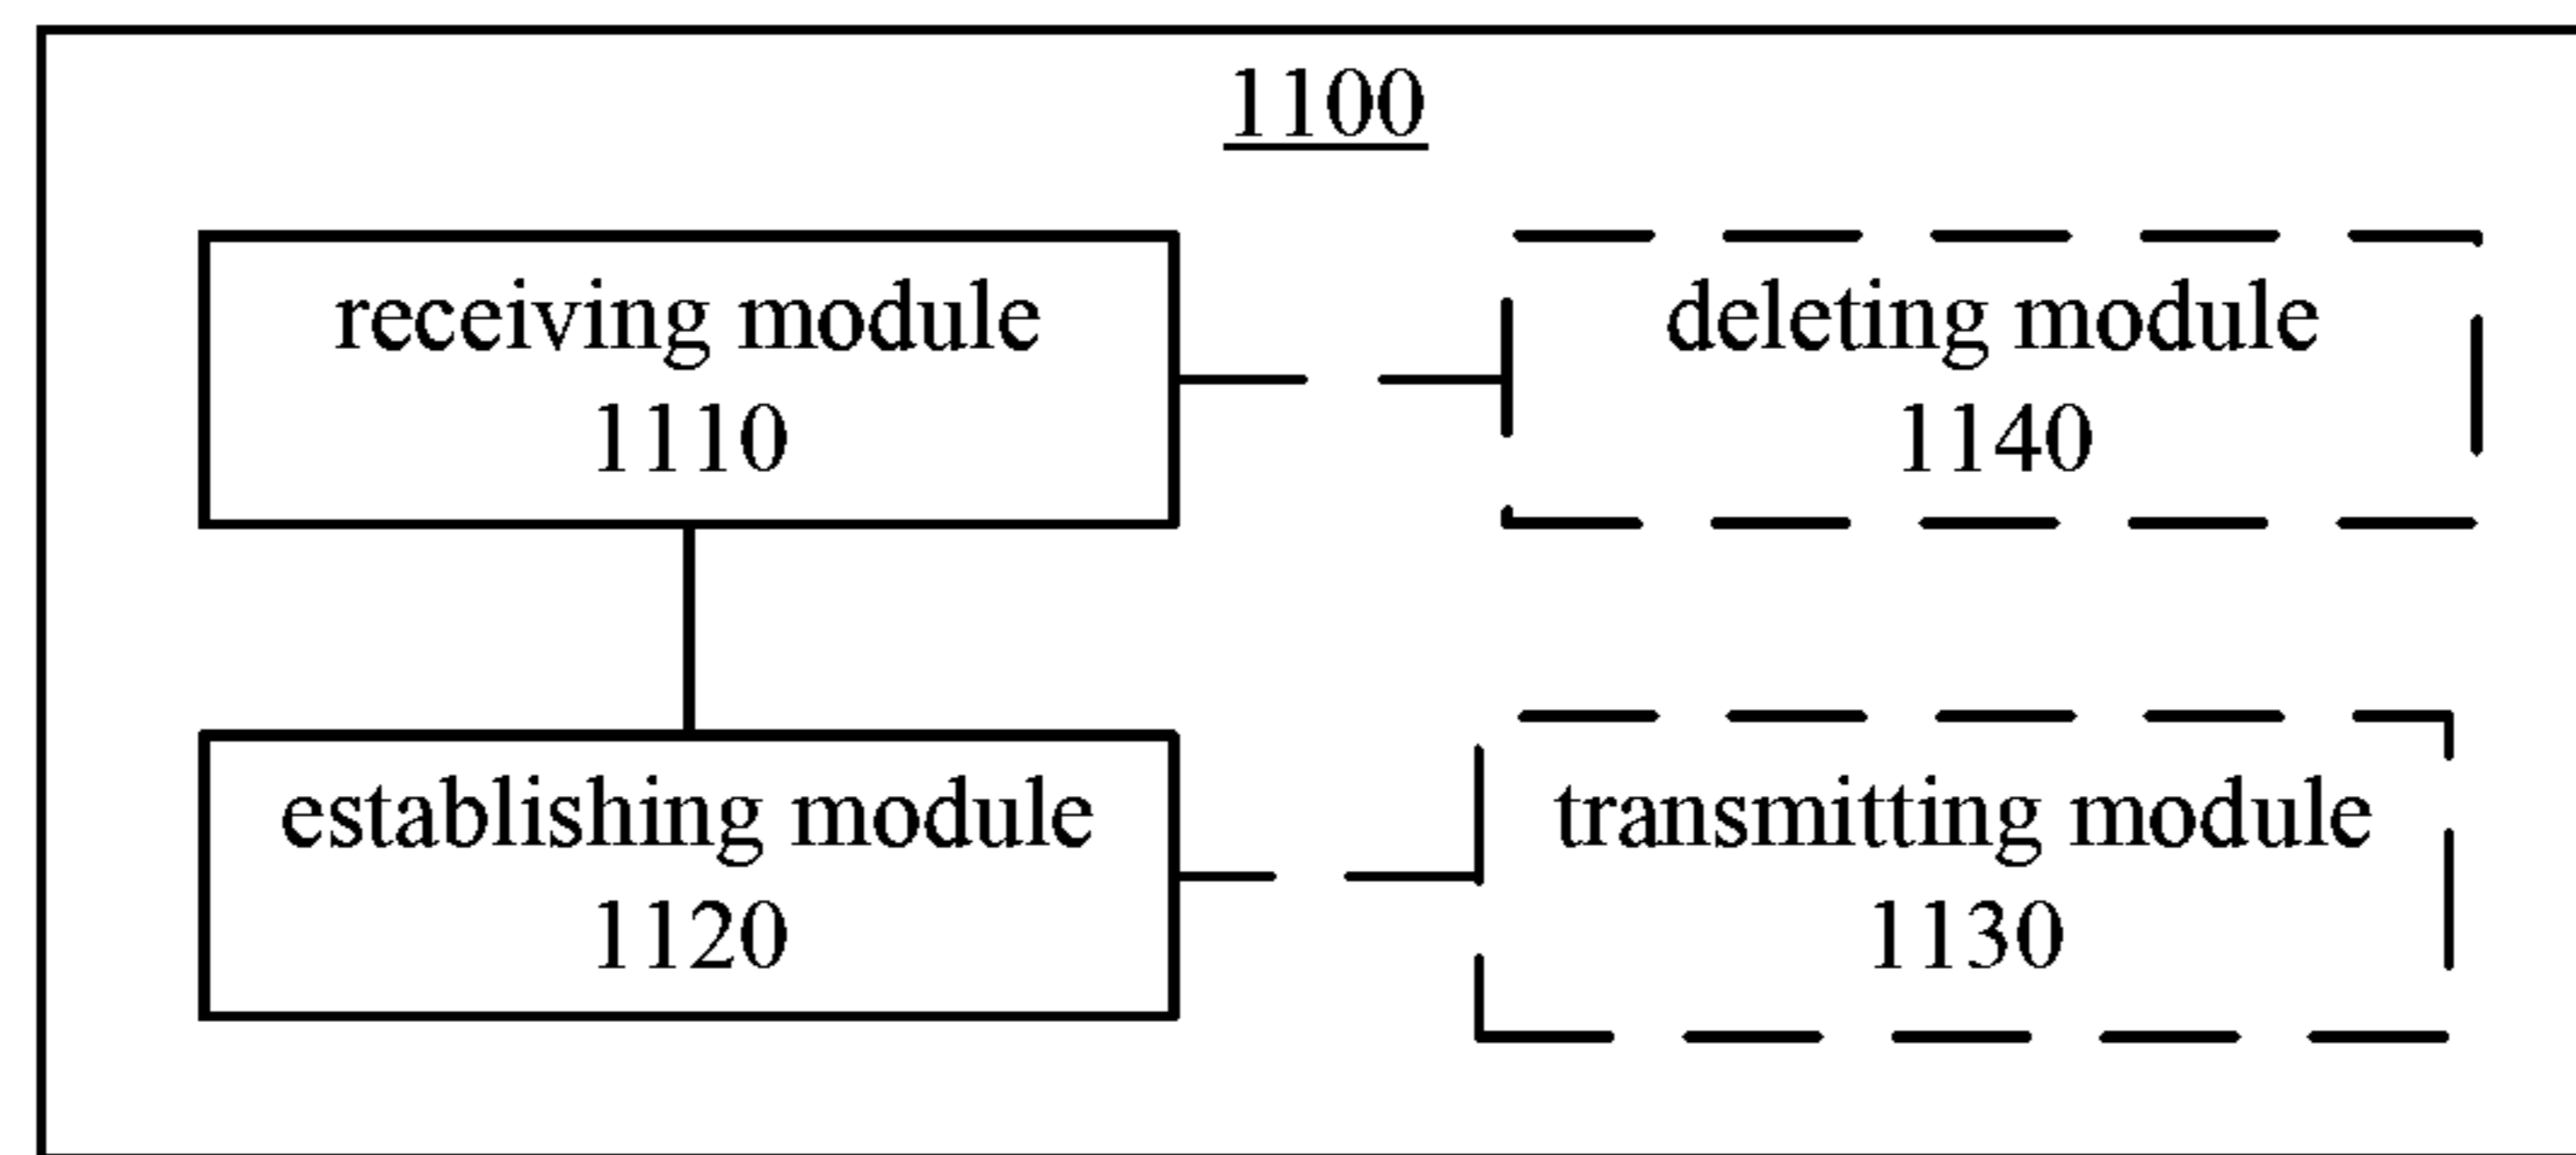 1100
receiving module
1110
deleting module
1140
establishing module
1120
transmitting module
1130